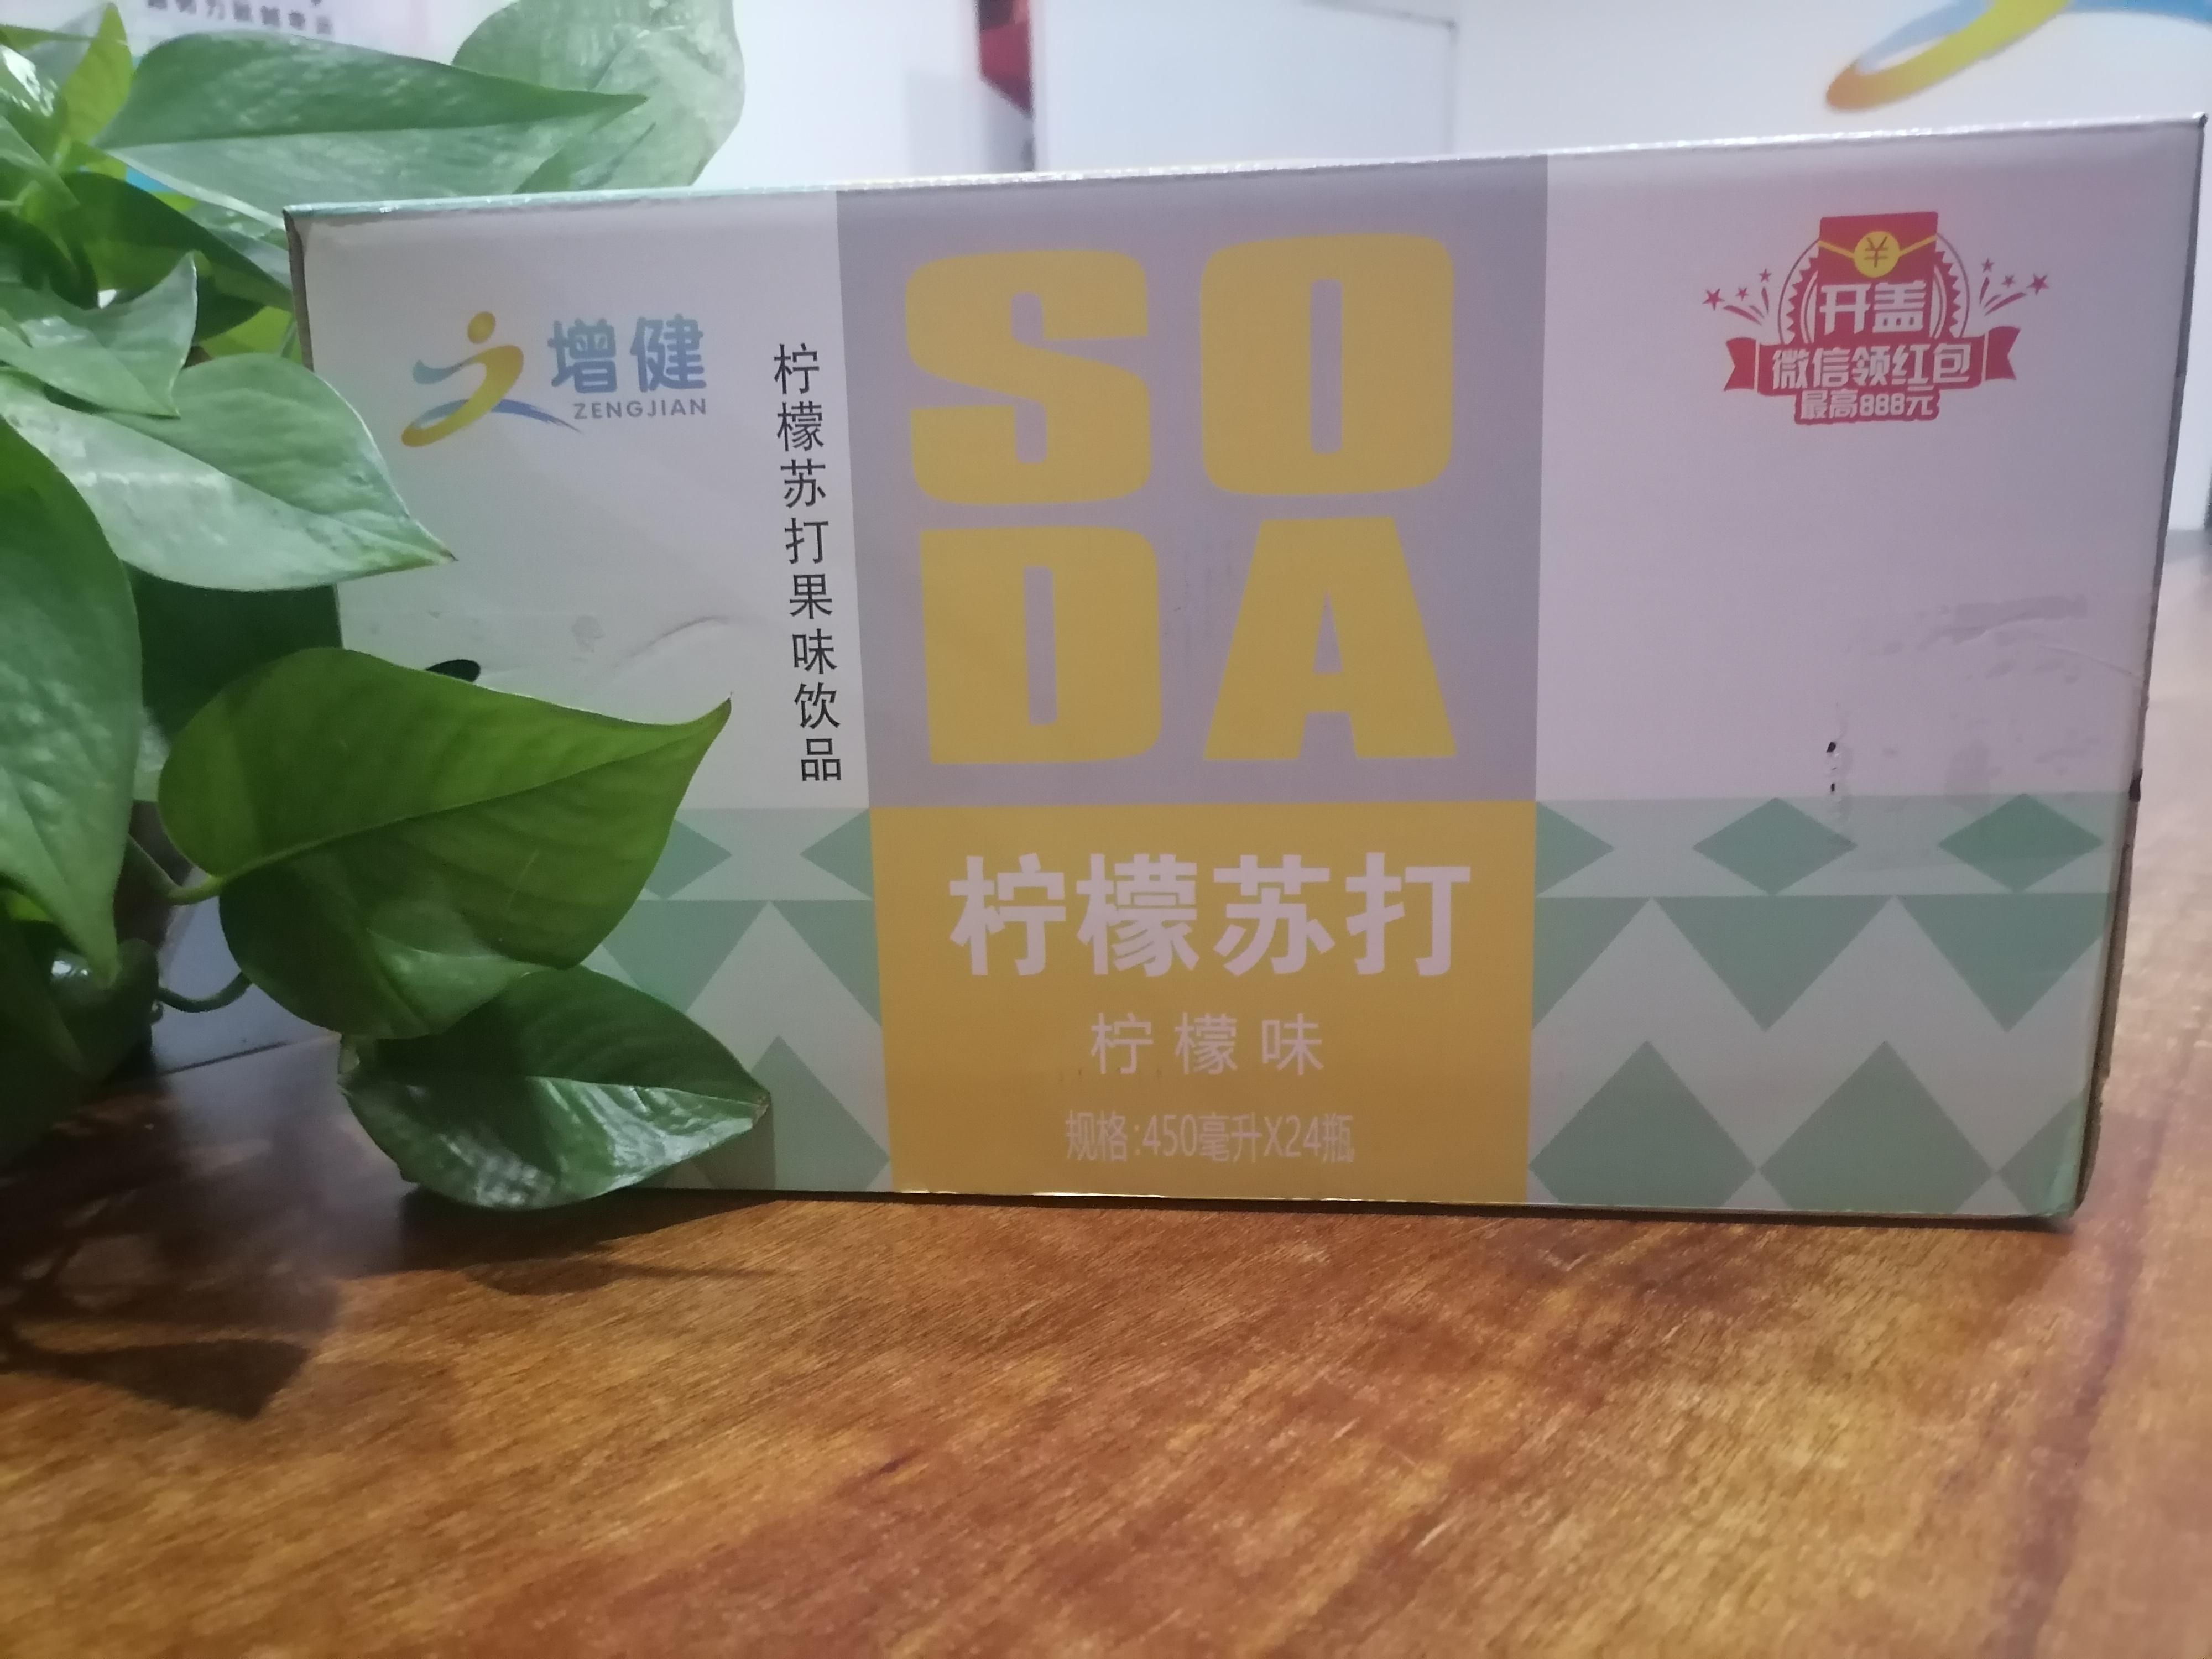 增健
ZENGJIAN
柠檬苏打果味饮品
SO
DA
柠檬苏打
柠檬味
规格:450毫升X24瓶
开盖
微信领红包
最高888元